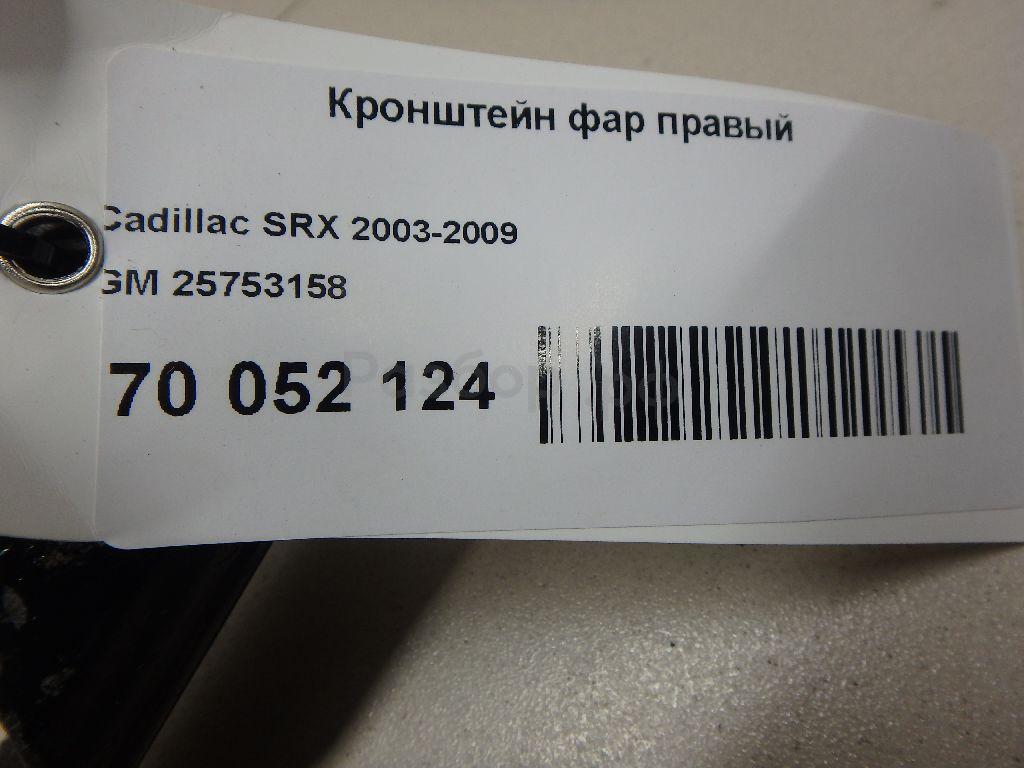 Кронштейн фар правый
Cadillac SRX 2003-2009
GM 25753158
70 052 124